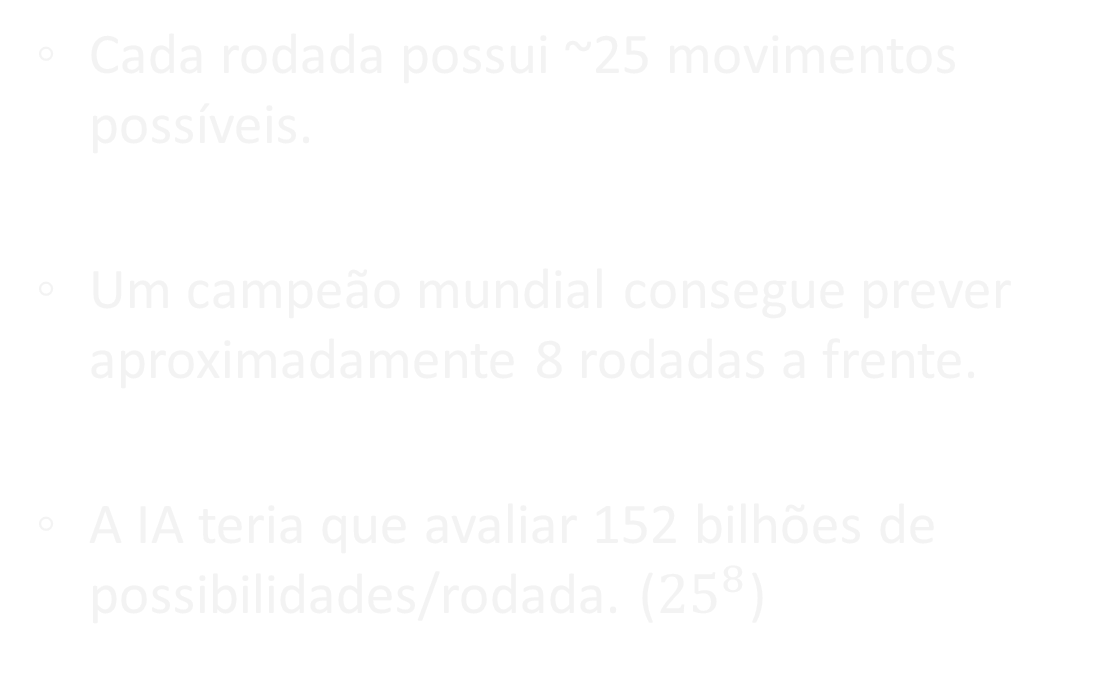 ◦ Cada rodada possui ~25 movimentos
possíveis.
◦ Um campeão mundial consegue prever
aproximadamente 8 rodadas a frente.
◦ A IA teria que avaliar 152 bilhões de
possibilidades/rodada. (25⁸)